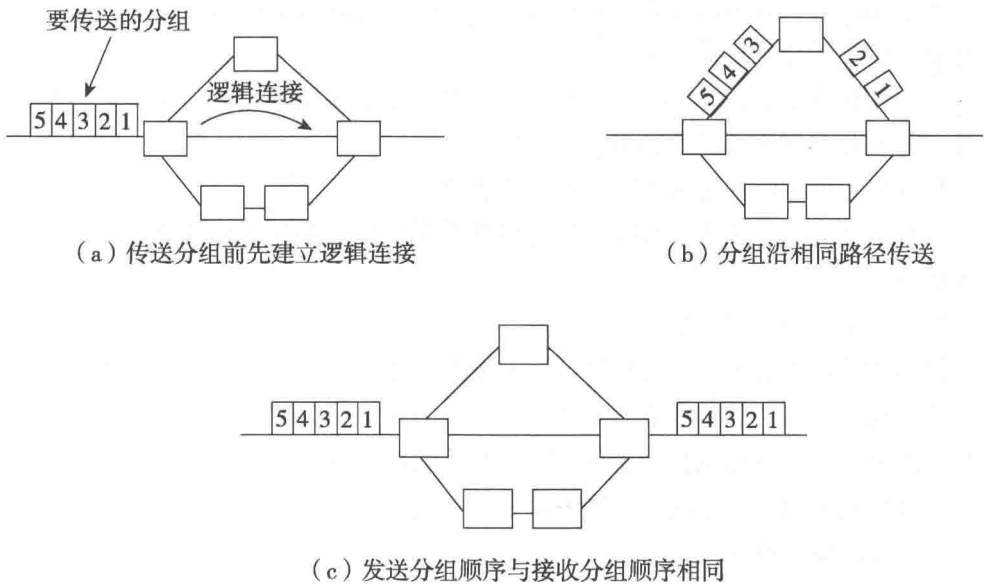 要传送的分组
逻辑连接
5 4 3 2 1
(a)传送分组前先建立逻辑连接
5 4 3
2 1
(b)分组沿相同路径传送
5 4 3 2 1
5 4 3 2 1
(c)发送分组顺序与接收分组顺序相同